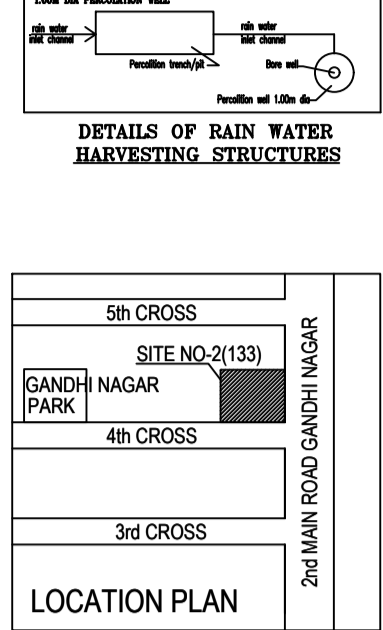 1.00M DIA PERCOLATION WELL
rain water
inlet channel
rain water
inlet channel
Percolition trench/pit
Bore well
Percolition well 1.00m dia
DETAILS OF RAIN WATER
HARVESTING STRUCTURES
5th CROSS
SITE NO-2(133)
GANDHI NAGAR
PARK
4th CROSS
2nd MAIN ROAD GANDHI NAGAR
3rd CROSS
LOCATION PLAN